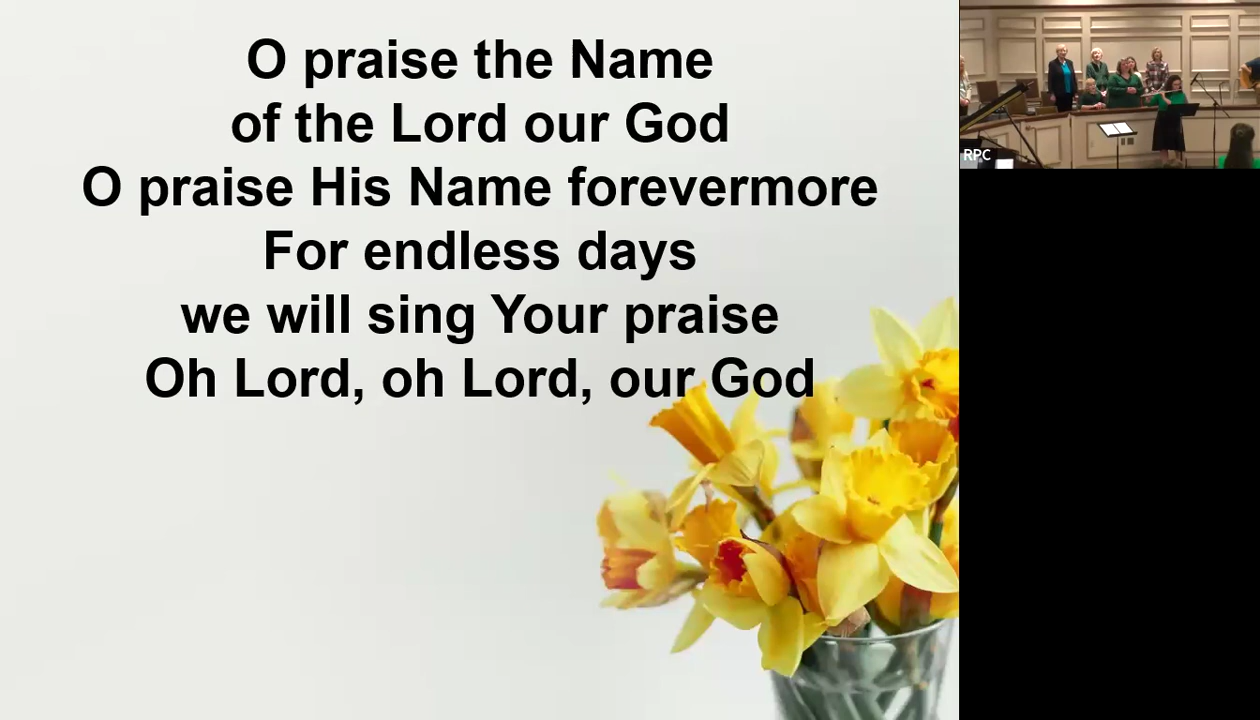 O praise the Name
of the Lord our God
O praise His Name forevermore
For endless days
we will sing Your praise
Oh Lord, oh Lord, our God
RPC